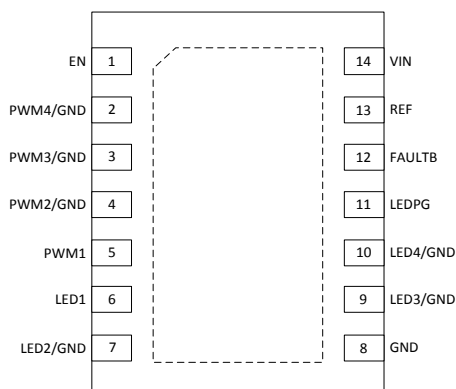 EN 1 14 VIN
PWM4/GND 2 13 REF
PWM3/GND 3 12 FAULTB
PWM2/GND 4 11 LEDPG
PWM1 5 10 LED4/GND
LED1 6 9 LED3/GND
LED2/GND 7 8 GND